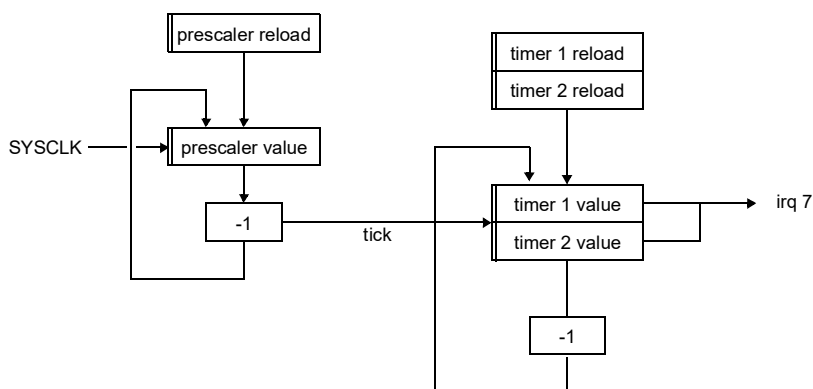 prescaler reload
timer 1 reload
timer 2 reload
SYSCLK
prescaler value
-1
tick
timer 1 value
timer 2 value
irq 7
-1